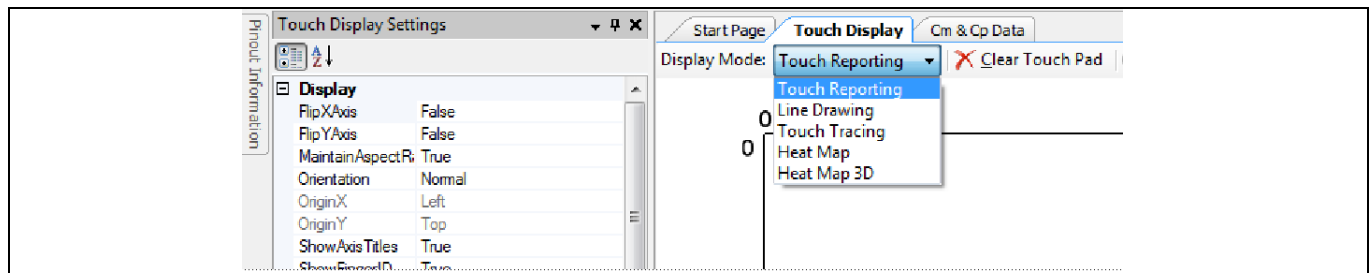 Pinout Information
Touch Display Settings
Display
FlipXAxis False
FlipYAxis False
MaintainAspectRa True
Orientation Normal
OriginX Left
OriginY Top
ShowAxisTitles True
ShowFingerID True
Start Page Touch Display Cm & Cp Data
Display Mode: Touch Reporting Clear Touch Pad
Touch Reporting
Line Drawing
Touch Tracing
Heat Map
Heat Map 3D
0
0